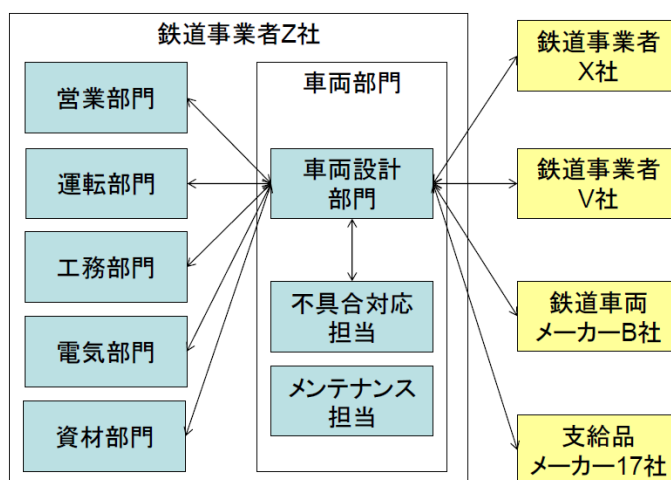 鉄道事業者Z社
営業部門
運転部門
工務部門
電気部門
資材部門
車両部門
車両設計
部門
不具合対応
担当
メンテナンス
担当
鉄道事業者
X社
鉄道事業者
V社
鉄道車両
メーカーB社
支給品
メーカー17社